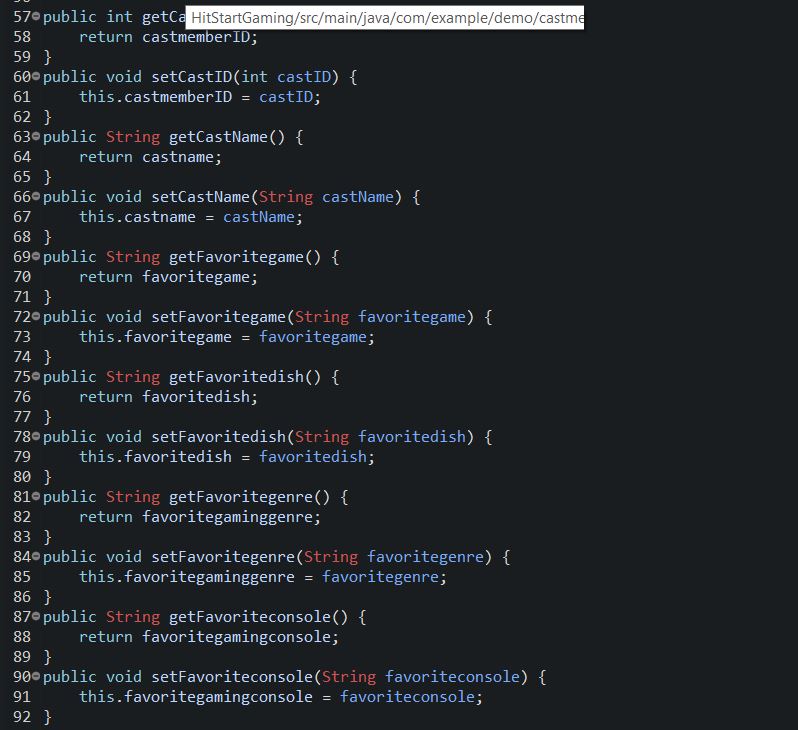 57 public int getCa HitStartGaming/src/main/java/com/example/demo/castme
58 return castmemberID;
59 }
60 public void setCastID(int castID) {
61 this.castmemberID = castID;
62 }
63 public String getCastName() {
64 return castname;
65 }
66 public void setCastName(String castName) {
67 this.castname = castName;
68 }
69 public String getFavoritegame() {
70 return favoritegame;
71 }
72 public void setFavoritegame(String favoritegame) {
73 this.favoritegame = favoritegame;
74 }
75 public String getFavoritedish() {
76 return favoritedish;
77 }
78 public void setFavoritedish(String favoritedish) {
79 this.favoritedish = favoritedish;
80 }
81 public String getFavoritegenre() {
82 return favoritegaminggenre;
83 }
84 public void setFavoritegenre(String favoritegenre) {
85 this.favoritegaminggenre = favoritegenre;
86 }
87 public String getFavoriteconsole() {
88 return favoritegamingconsole;
89 }
90 public void setFavoriteconsole(String favoriteconsole) {
91 this.favoritegamingconsole = favoriteconsole;
92 }